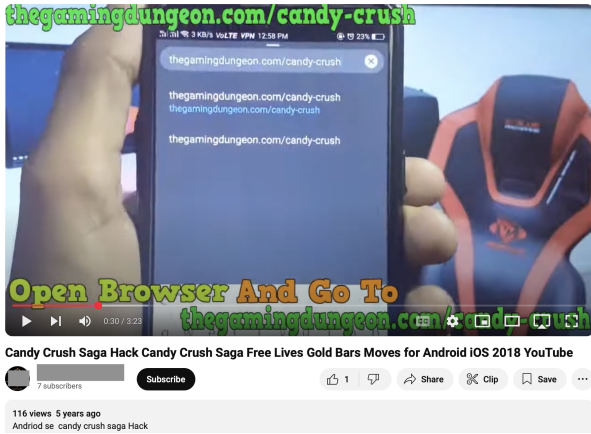 thegamingdungeon.com/candy-crush
3 KB/s VoLTE VPN 12:58 PM
23%
thegamingdungeon.com/candy-crush
thegamingdungeon.com/candy-crush
thegamingdungeon.com/candy-crush
thegamingdungeon.com/candy-crush
Open Browser And Go To
thegamingdungeon.com/candy-crush
0:30 / 3:23
Candy Crush Saga Hack Candy Crush Saga Free Lives Gold Bars Moves for Android iOS 2018 YouTube
7 subscribers
Subscribe
1
Share
Clip
Save
116 views 5 years ago
Andriod se candy crush saga Hack